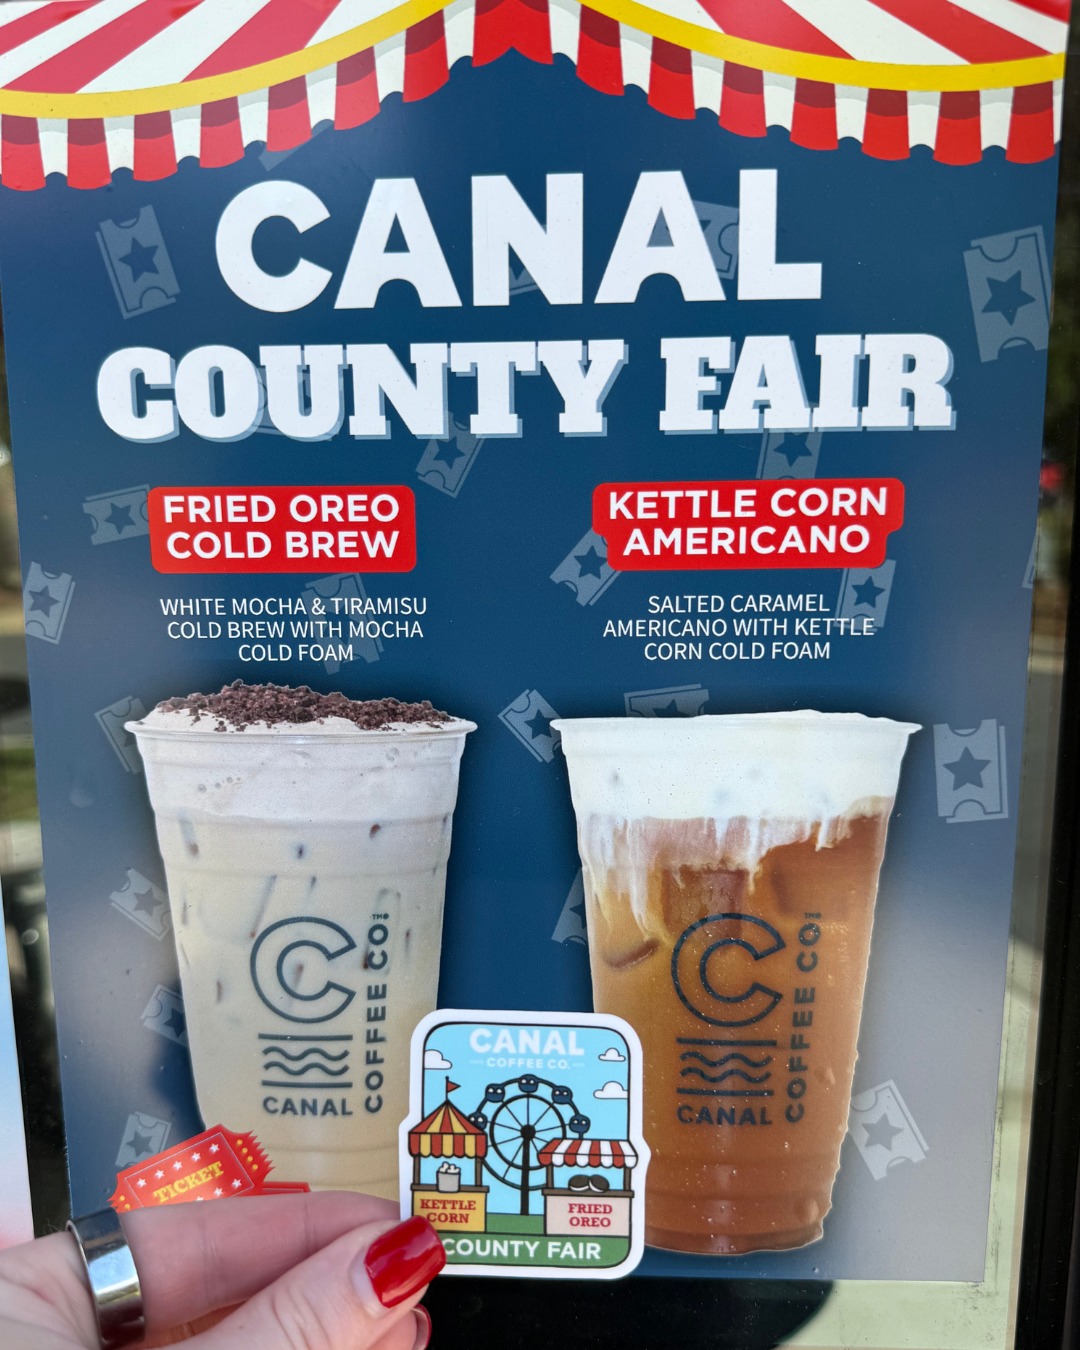 CANAL
COUNTY FAIR
FRIED OREO
COLD BREW
WHITE MOCHA & TIRAMISU
COLD BREW WITH MOCHA
COLD FOAM
KETTLE CORN
AMERICANO
SALTED CARAMEL
AMERICANO WITH KETTLE
CORN COLD FOAM
C
CANAL
COFFEE CO.
C
CANAL
COFFEE CO.
TICKET
CANAL
COFFEE CO.
KETTLE
CORN
FRIED
OREO
COUNTY FAIR